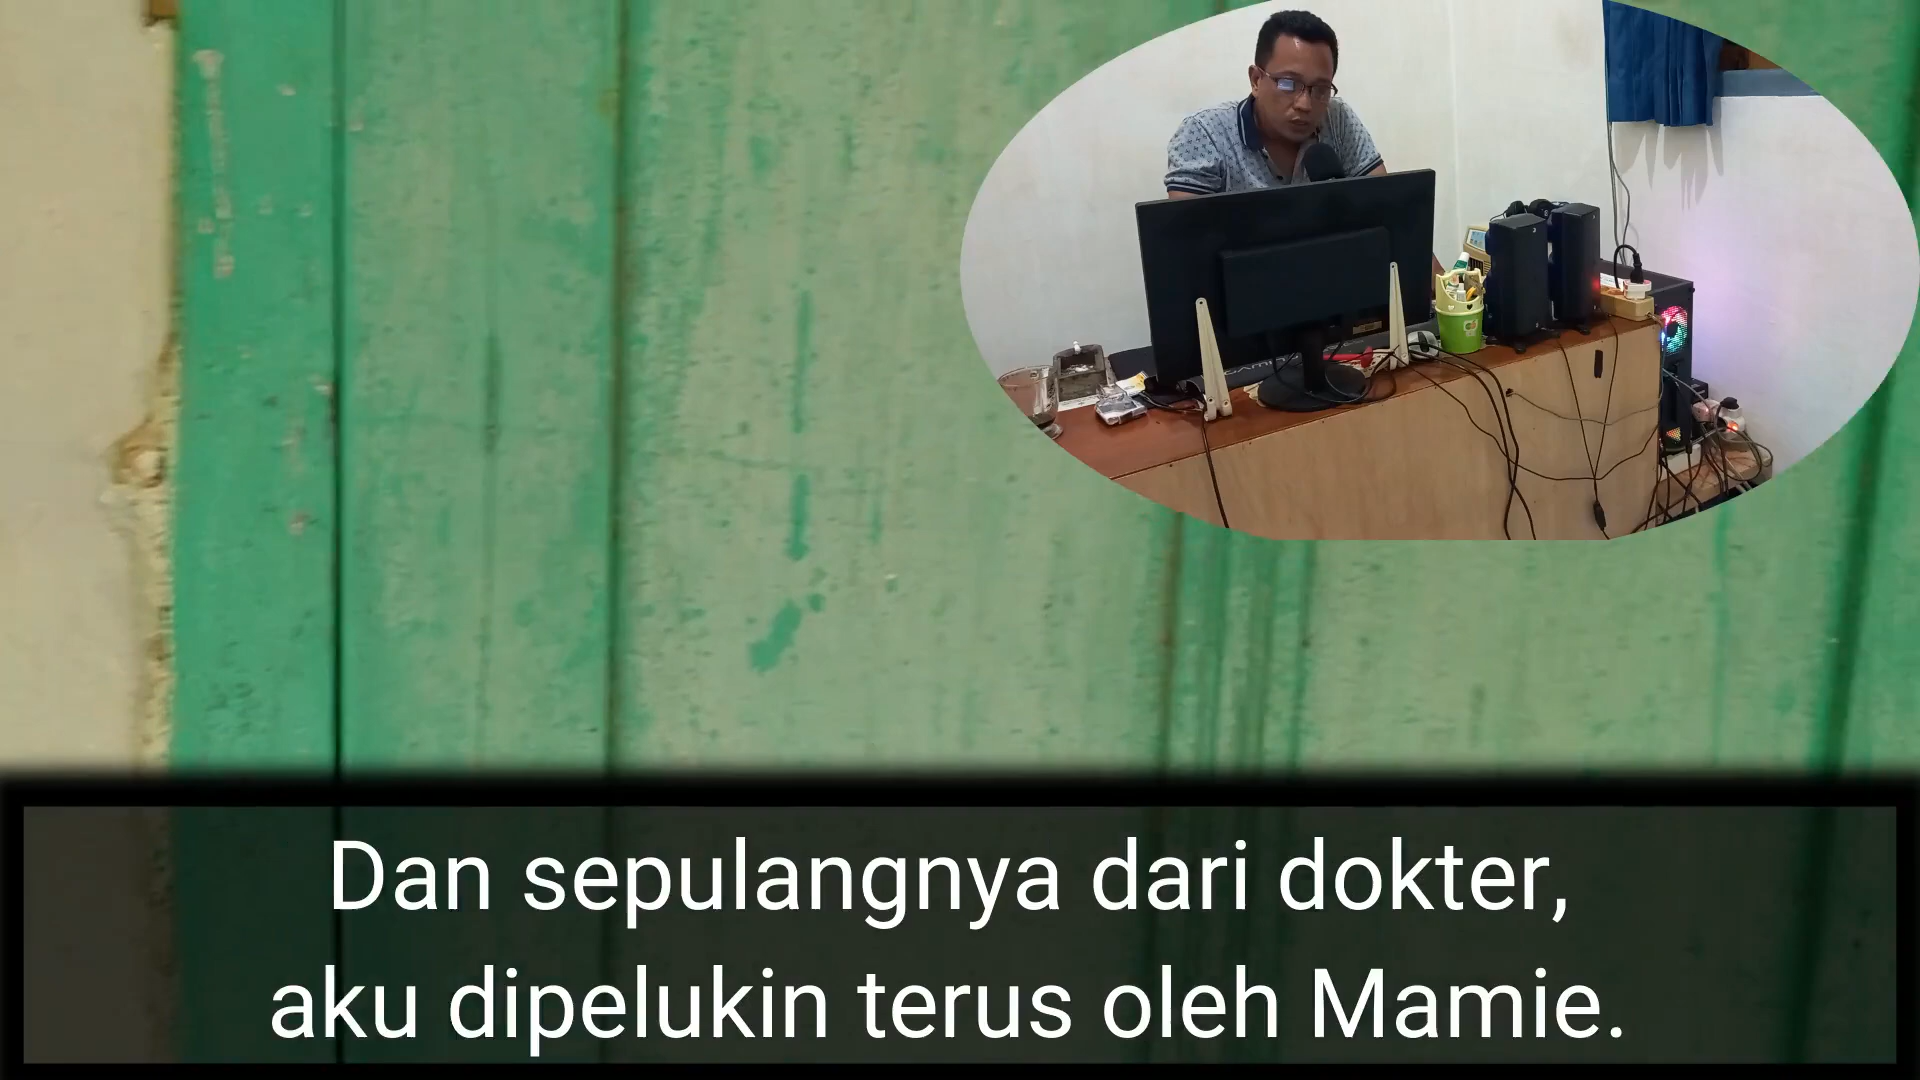 Dan sepulangnya dari dokter,
aku dipelukin terus oleh Mamie.